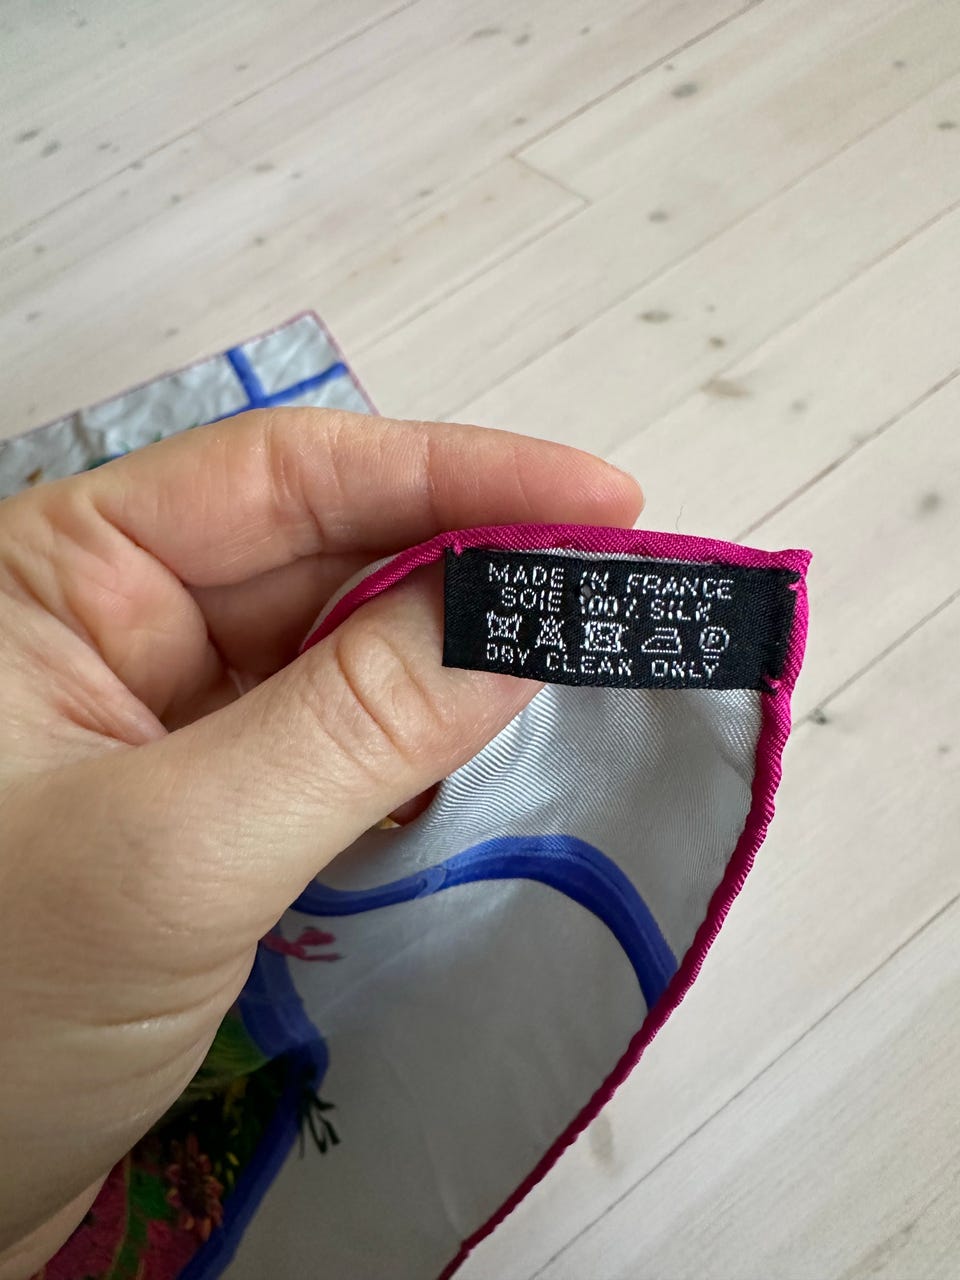 MADE IN FRANCE
SOIE 100% SILK
DRY CLEAN ONLY